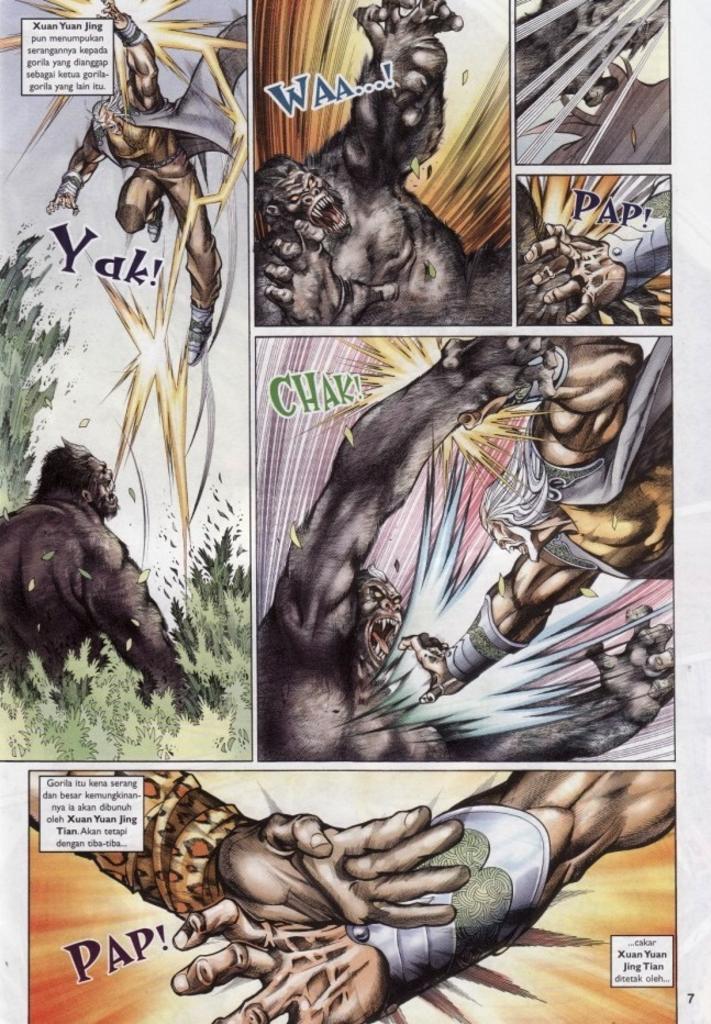 Xuan Yuan Jing
pun menumpukan
serangannya kepada
gorila yang dianggap
sebagai ketua gorila-
gorila yang lain itu.
Yak!
WAA...!
PAP!
CHAK!
Gorila itu kena serang
dan besar kemungkinan-
nya ia akan dibunuh
oleh Xuan Yuan Jing
Tian. Akan tetapi
dengan tiba-tiba...
PAP!
...cakar
Xuan Yuan
Jing Tian
ditetak oleh...
7